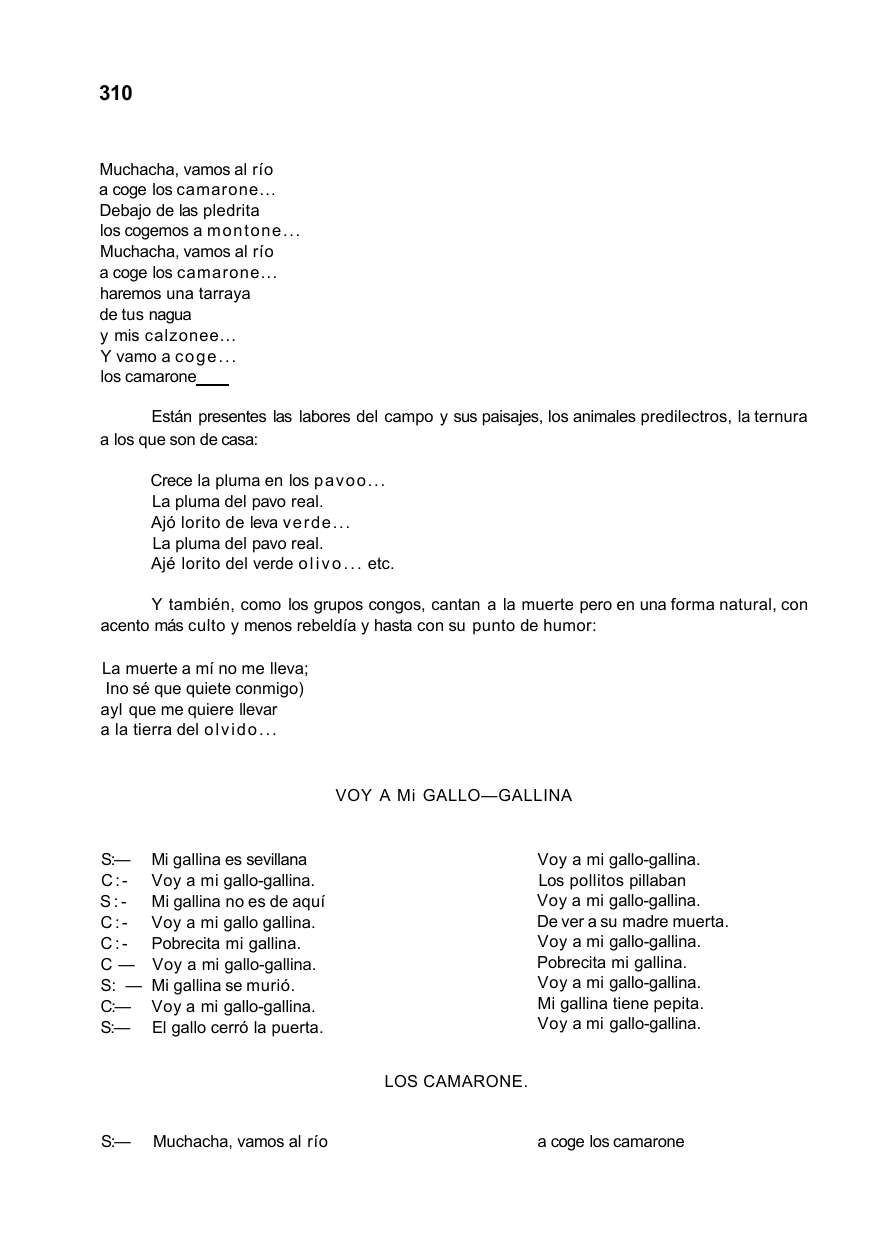 310
Muchacha, vamos al río
a coge los camarone...
Debajo de las pledrita
los cogemos a montone...
Muchacha, vamos al río
a coge los camarone...
haremos una tarraya
de tus nagua
y mis calzonee...
Y vamo a coge...
los camarone____
Están presentes las labores del campo y sus paisajes, los animales predilectros, la ternura
a los que son de casa:
Crece la pluma en los pavoo...
La pluma del pavo real.
Ajó lorito de leva verde...
La pluma del pavo real.
Ajé lorito del verde olivo... etc.
Y también, como los grupos congos, cantan a la muerte pero en una forma natural, con
acento más culto y menos rebeldía y hasta con su punto de humor:
La muerte a mí no me lleva;
Ino sé que quiete conmigo)
ayl que me quiere llevar
a la tierra del olvido...
VOY A Mi GALLO—GALLINA
S:— Mi gallina es sevillana
C:- Voy a mi gallo-gallina.
S:- Mi gallina no es de aquí
C:- Voy a mi gallo gallina.
C:- Pobrecita mi gallina.
C — Voy a mi gallo-gallina.
S: — Mi gallina se murió.
C:— Voy a mi gallo-gallina.
S:— El gallo cerró la puerta.
Voy a mi gallo-gallina.
Los pollitos pillaban
Voy a mi gallo-gallina.
De ver a su madre muerta.
Voy a mi gallo-gallina.
Pobrecita mi gallina.
Voy a mi gallo-gallina.
Mi gallina tiene pepita.
Voy a mi gallo-gallina.
LOS CAMARONE.
S:— Muchacha, vamos al río
a coge los camarone